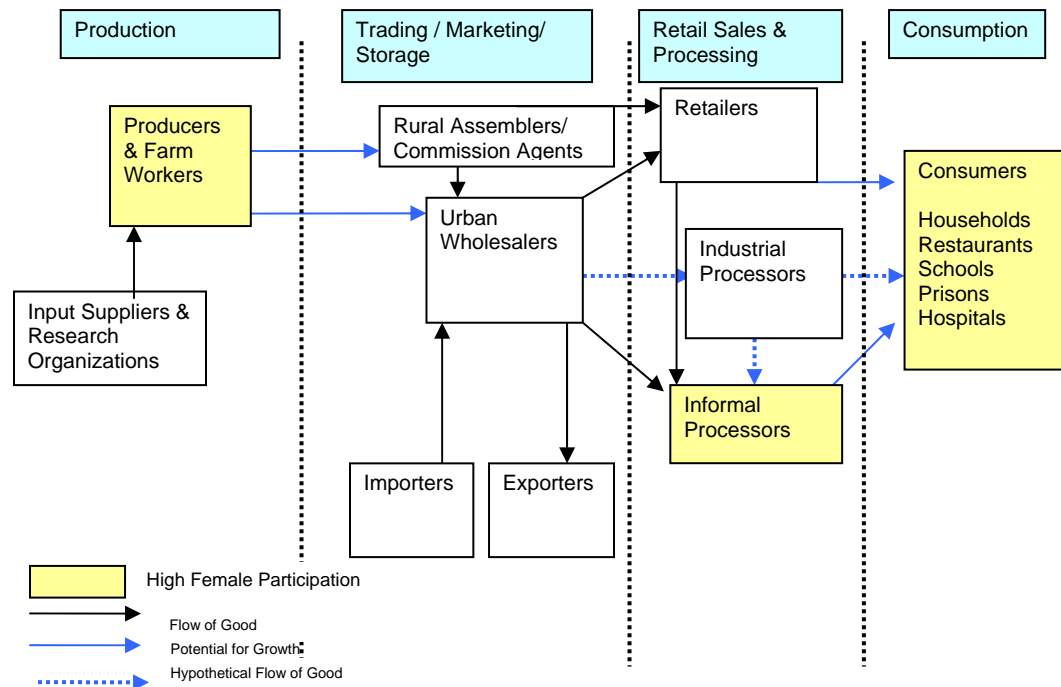 Production
Trading / Marketing/
Storage
Retail Sales &
Processing
Consumption
Producers
& Farm
Workers
Rural Assemblers/
Commission Agents
Retailers
Consumers
Households
Restaurants
Schools
Prisons
Hospitals
Urban
Wholesalers
Industrial
Processors
Input Suppliers &
Research
Organizations
Informal
Processors
Importers
Exporters
High Female Participation
Flow of Good
Potential for Growth
Hypothetical Flow of Good